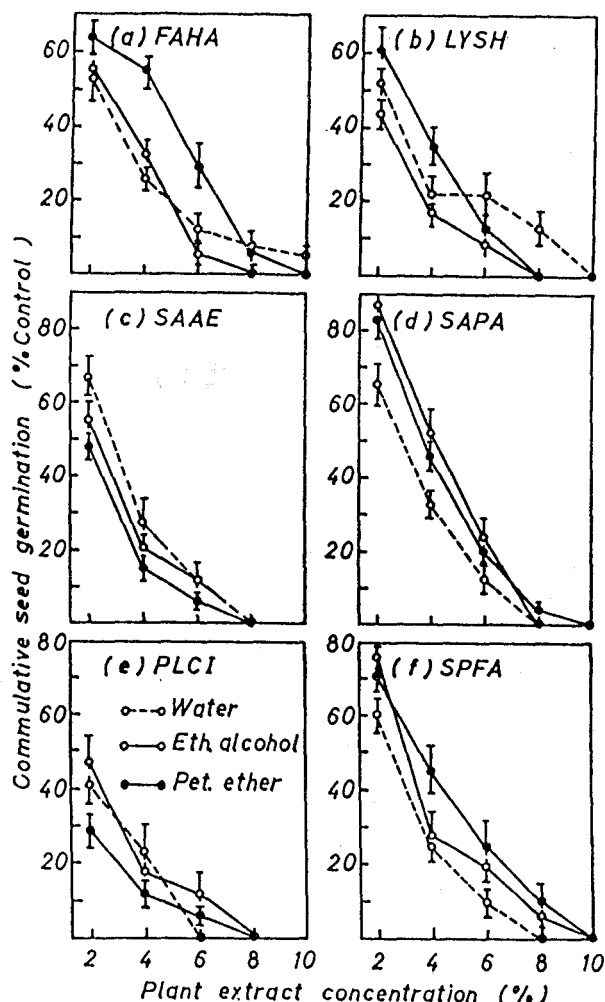 (a) FAHA
(b) LYSH
60
40
20
60
40
20
(c) SAAE
(d) SAPA
80
60
40
20
80
60
40
20
(e) PLCI
(f) SPFA
Water
Eth. alcohol
Pet. ether
80
60
40
20
80
60
40
20
2 4 6 8 10
2 4 6 8 10
Commulative seed germination (% Control)
Plant extract concentration (%)